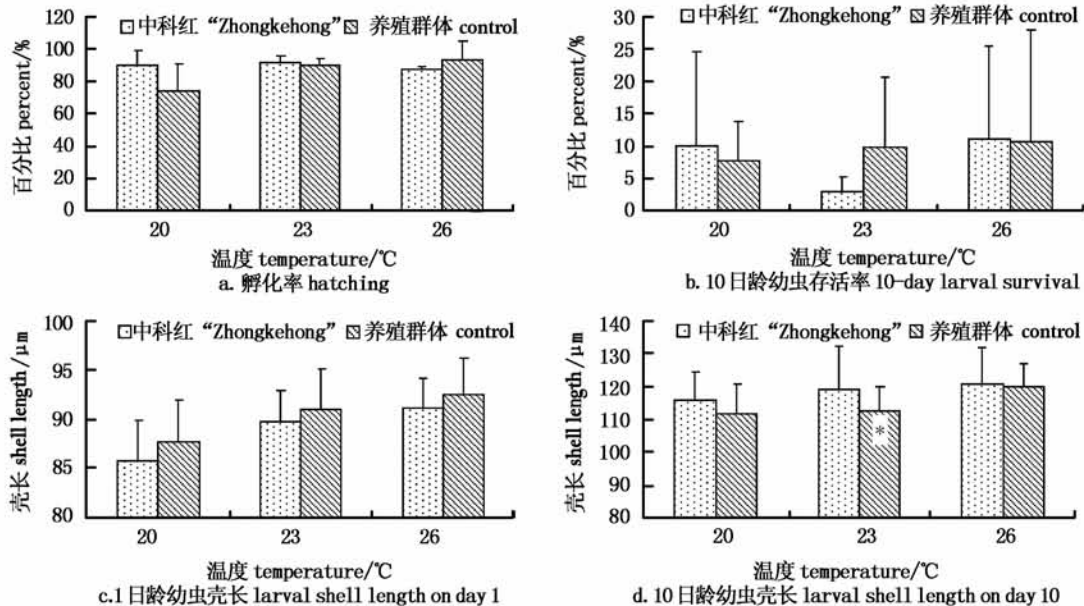 中科红 “Zhongkehong” 养殖群体 control
百分比 percent/%
120
100
80
60
40
20
0
20 23 26
温度 temperature/℃
a. 孵化率 hatching
中科红 “Zhongkehong” 养殖群体 control
百分比 percent/%
30
25
20
15
10
5
0
20 23 26
温度 temperature/℃
b. 10日龄幼虫存活率 10-day larval survival
中科红 “Zhongkehong” 养殖群体 control
壳长 shell length/μm
100
95
90
85
80
20 23 26
温度 temperature/℃
c.1日龄幼虫壳长 larval shell length on day 1
中科红 “Zhongkehong” 养殖群体 control
壳长 shell length/μm
140
130
120
110
100
90
80
*
20 23 26
温度 temperature/℃
d. 10日龄幼虫壳长 larval shell length on day 10